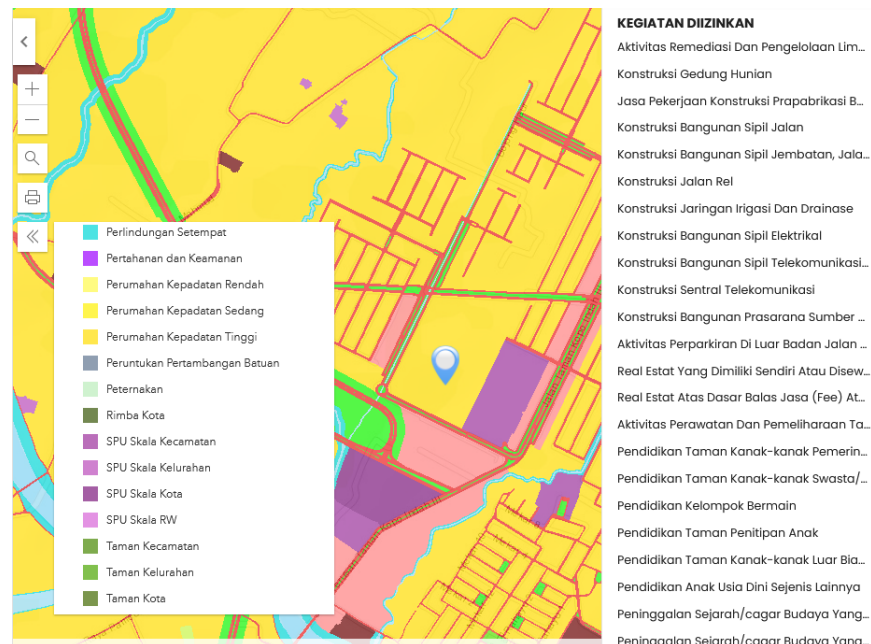 Perlindungan Setempat
Pertahanan dan Keamanan
Perumahan Kepadatan Rendah
Perumahan Kepadatan Sedang
Perumahan Kepadatan Tinggi
Peruntukan Pertambangan Batuan
Peternakan
Rimba Kota
SPU Skala Kecamatan
SPU Skala Kelurahan
SPU Skala Kota
SPU Skala RW
Taman Kecamatan
Taman Kelurahan
Taman Kota
KEGIATAN DIIZINKAN
Aktivitas Remediasi Dan Pengelolaan Lim...
Konstruksi Gedung Hunian
Jasa Pekerjaan Konstruksi Prapabrikasi B...
Konstruksi Bangunan Sipil Jalan
Konstruksi Bangunan Sipil Jembatan, Jala...
Konstruksi Jalan Rel
Konstruksi Jaringan Irigasi Dan Drainase
Konstruksi Bangunan Sipil Elektrikal
Konstruksi Bangunan Sipil Telekomunikasi...
Konstruksi Sentral Telekomunikasi
Konstruksi Bangunan Prasarana Sumber ...
Aktivitas Perparkiran Di Luar Badan Jalan ...
Real Estat Yang Dimiliki Sendiri Atau Disew...
Real Estat Atas Dasar Balas Jasa (Fee) At...
Aktivitas Perawatan Dan Pemeliharaan Ta...
Pendidikan Taman Kanak-kanak Pemerin...
Pendidikan Taman Kanak-kanak Swasta/...
Pendidikan Kelompok Bermain
Pendidikan Taman Penitipan Anak
Pendidikan Taman Kanak-kanak Luar Bia...
Pendidikan Anak Usia Dini Sejenis Lainnya
Peninggalan Sejarah/cagar Budaya Yang...
Peninggalan Sejarah/cagar Budaya Yang...